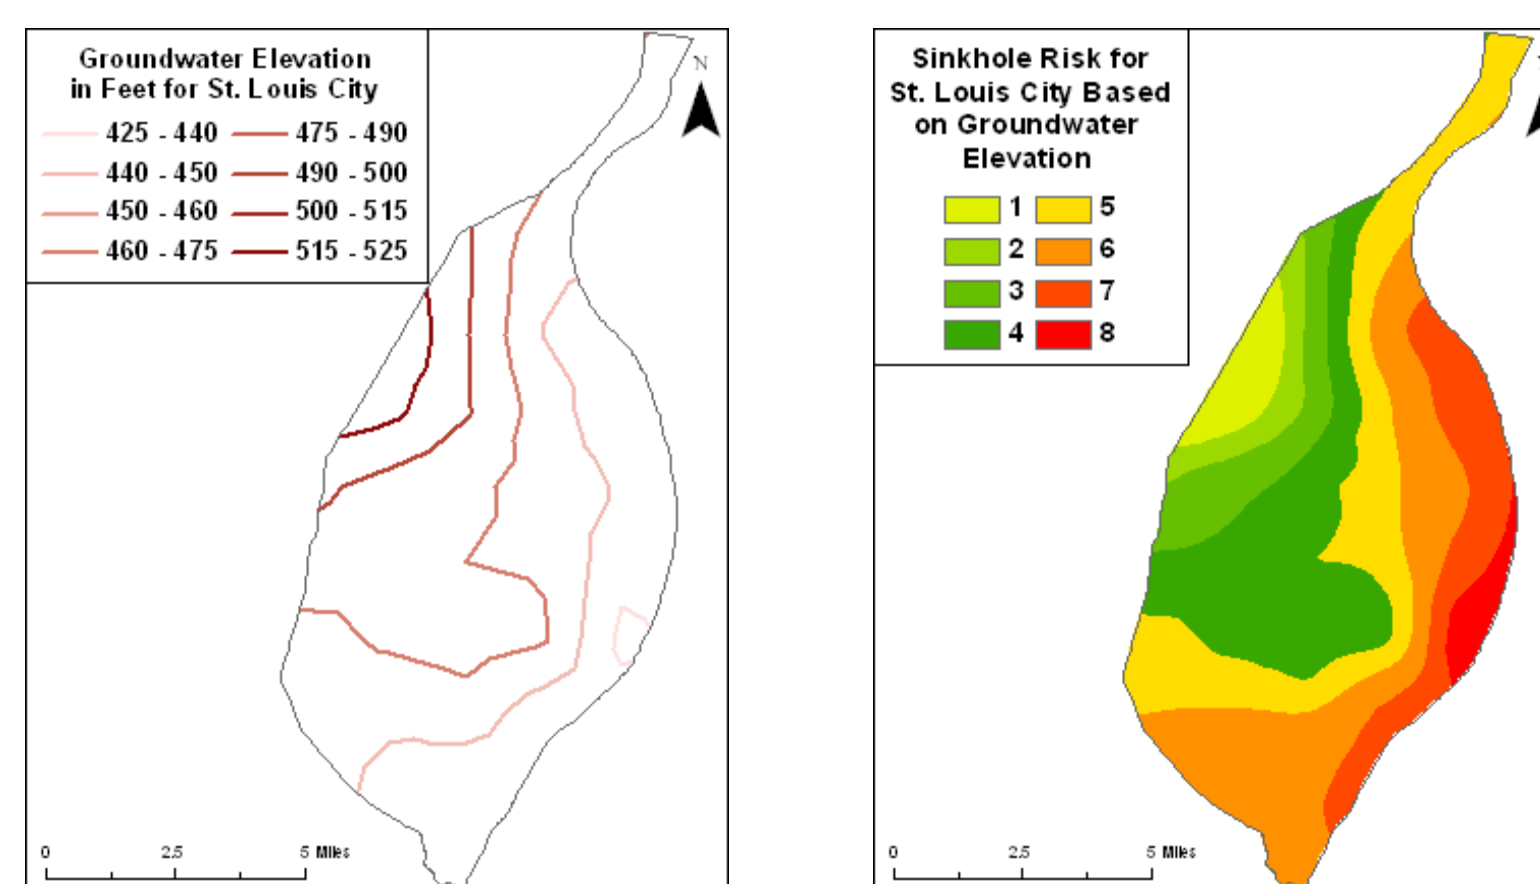 Groundwater Elevation
in Feet for St. Louis City
425 - 440 475 - 490
440 - 450 490 - 500
450 - 460 500 - 515
460 - 475 515 - 525
N
0 2.5 5 Miles
Sinkhole Risk for
St. Louis City Based
on Groundwater
Elevation
1 5
2 6
3 7
4 8
0 2.5 5 Miles